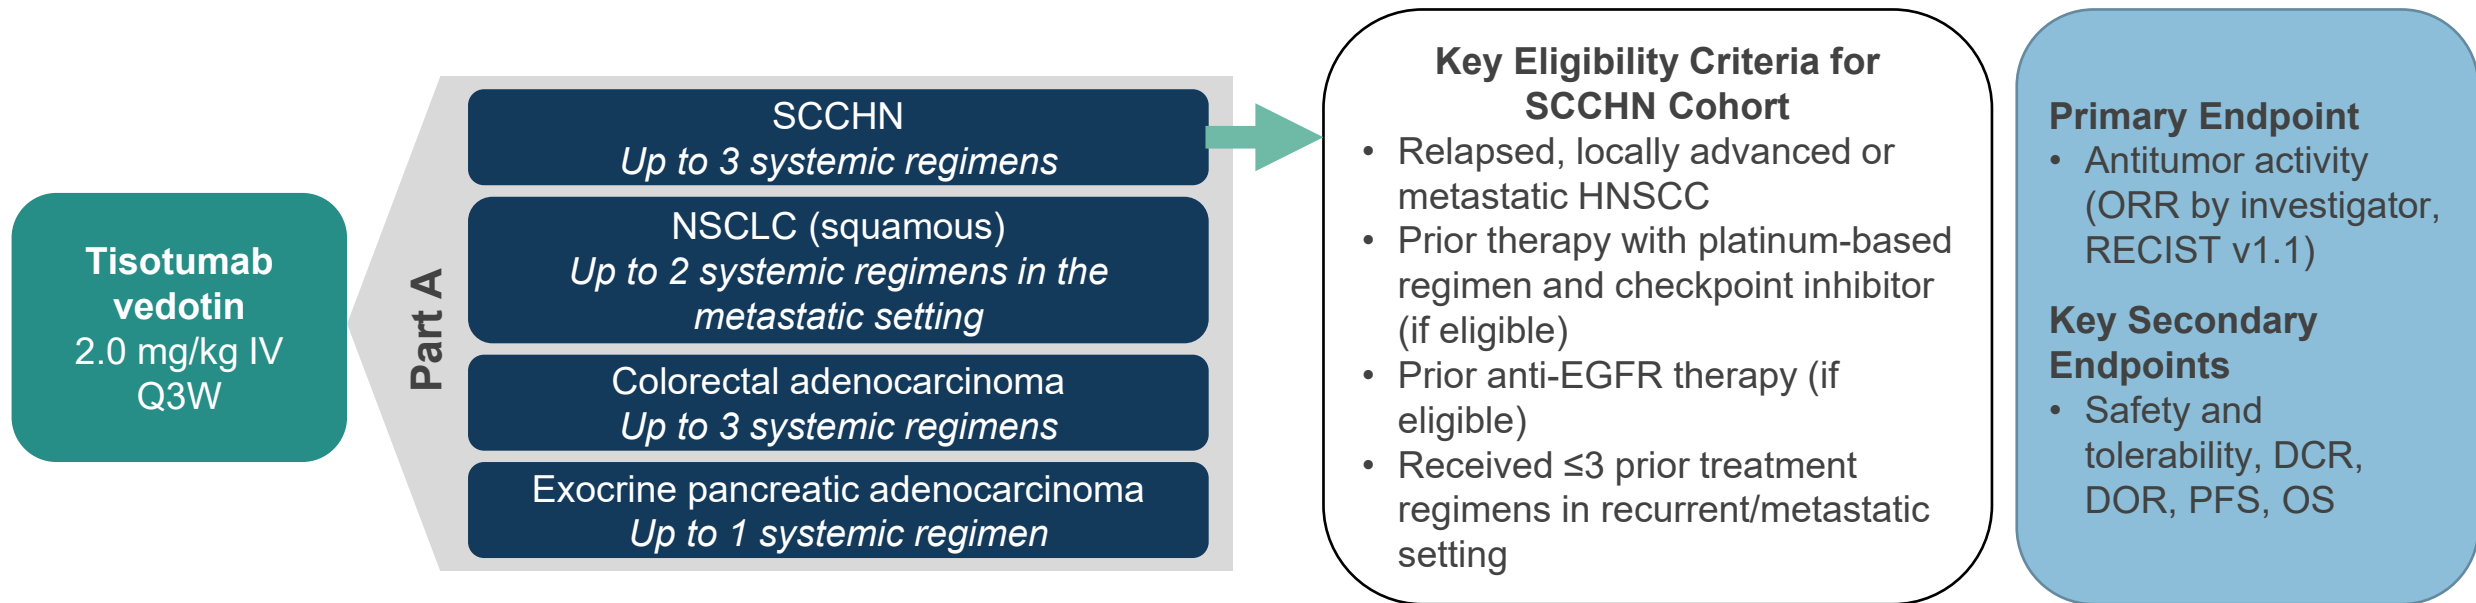 Tisotumab
vedotin
2.0 mg/kg IV
Q3W
Part A
SCCHN
Up to 3 systemic regimens
NSCLC (squamous)
Up to 2 systemic regimens in the
metastatic setting
Colorectal adenocarcinoma
Up to 3 systemic regimens
Exocrine pancreatic adenocarcinoma
Up to 1 systemic regimen
Key Eligibility Criteria for
SCCHN Cohort
• Relapsed, locally advanced or
metastatic HNSCC
• Prior therapy with platinum-based
regimen and checkpoint inhibitor
(if eligible)
• Prior anti-EGFR therapy (if
eligible)
• Received ≤3 prior treatment
regimens in recurrent/metastatic
setting
Primary Endpoint
• Antitumor activity
(ORR by investigator,
RECIST v1.1)
Key Secondary
Endpoints
• Safety and
tolerability, DCR,
DOR, PFS, OS